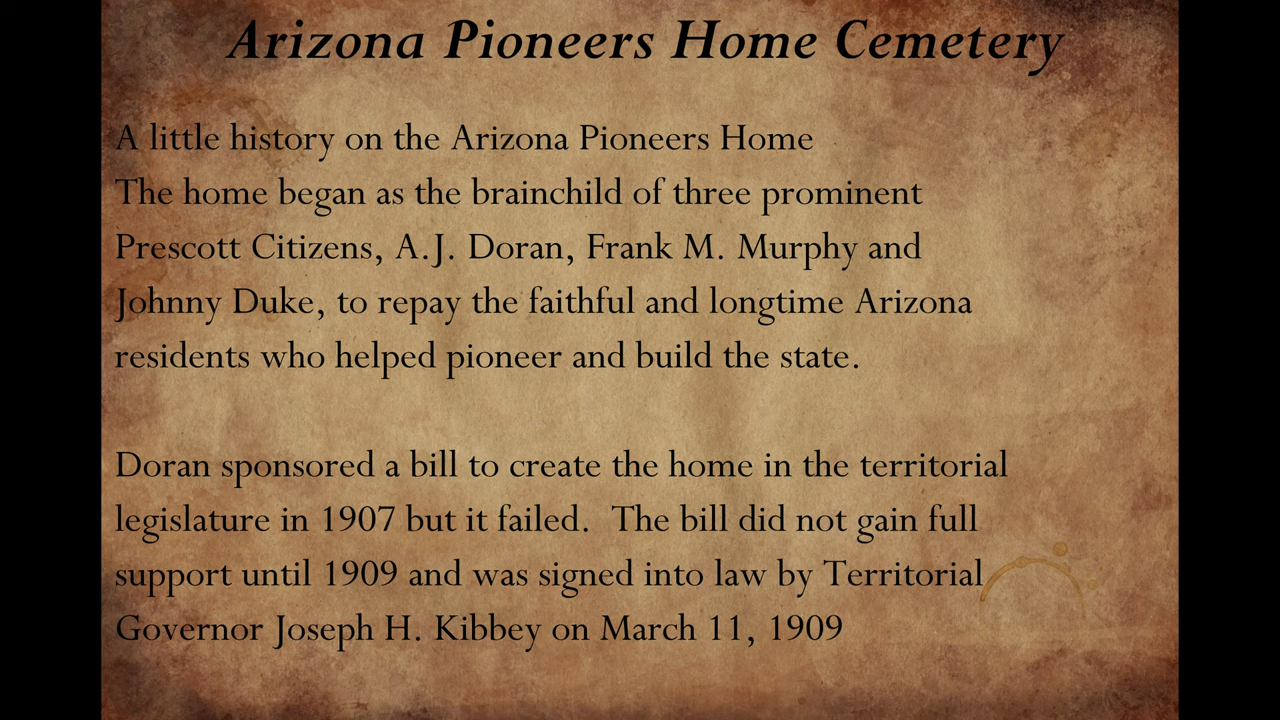 Arizona Pioneers Home Cemetery
A little history on the Arizona Pioneers Home
The home began as the brainchild of three prominent
Prescott Citizens, A.J. Doran, Frank M. Murphy and
Johnny Duke, to repay the faithful and longtime Arizona
residents who helped pioneer and build the state.
Doran sponsored a bill to create the home in the territorial
legislature in 1907 but it failed.  The bill did not gain full
support until 1909 and was signed into law by Territorial
Governor Joseph H. Kibbey on March 11, 1909